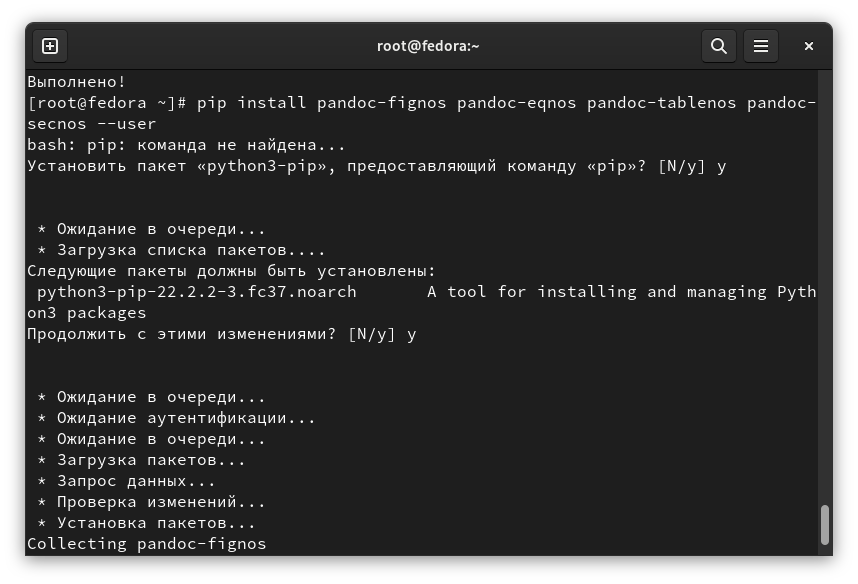 root@fedora:~
Выполнено!
[root@fedora ~]# pip install pandoc-fignos pandoc-eqnos pandoc-tablenos pandoc-
secnos --user
bash: pip: команда не найдена...
Установить пакет «python3-pip», предоставляющий команду «pip»? [N/y] y
* Ожидание в очереди...
* Загрузка списка пакетов....
Следующие пакеты должны быть установлены:
python3-pip-22.2.2-3.fc37.noarch       A tool for installing and managing Pyth
on3 packages
Продолжить с этими изменениями? [N/y] y
* Ожидание в очереди...
* Ожидание аутентификации...
* Ожидание в очереди...
* Загрузка пакетов...
* Запрос данных...
* Проверка изменений...
* Установка пакетов...
Collecting pandoc-fignos